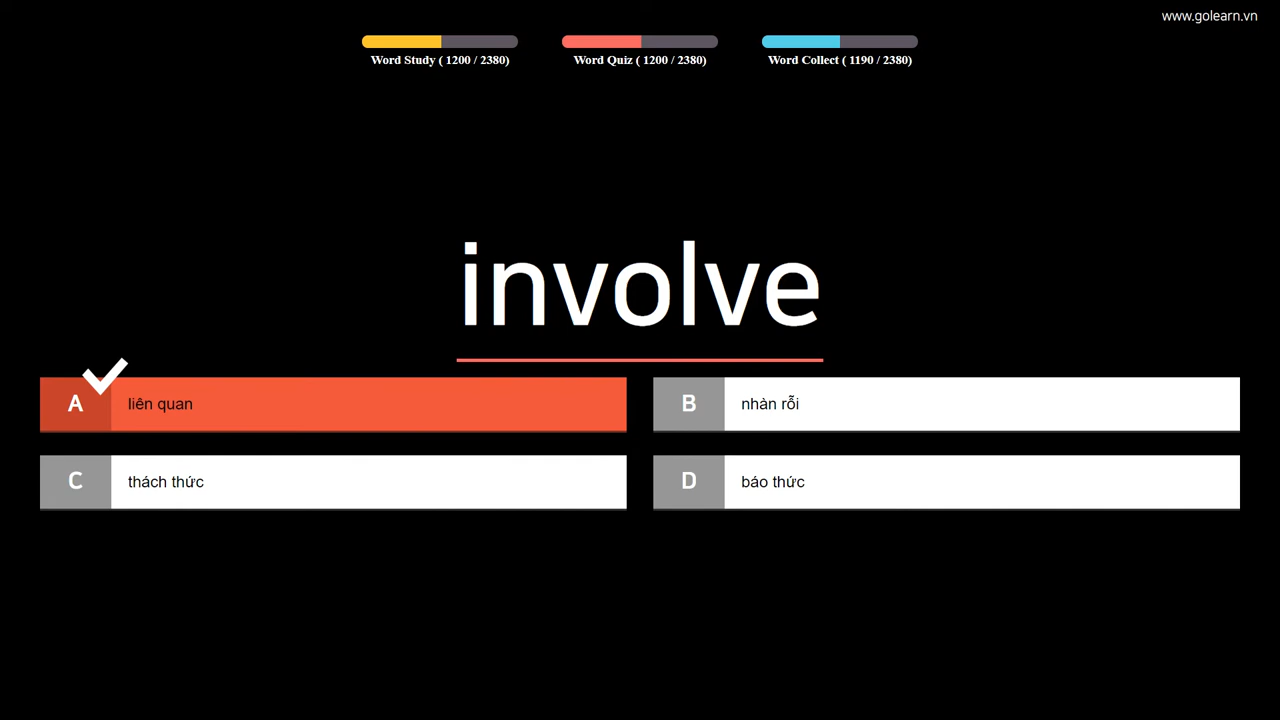 www.golearn.vn
Word Study ( 1200 / 2380)
Word Quiz ( 1200 / 2380)
Word Collect ( 1190 / 2380)
involve
A liên quan
B nhàn rỗi
C thách thức
D báo thức